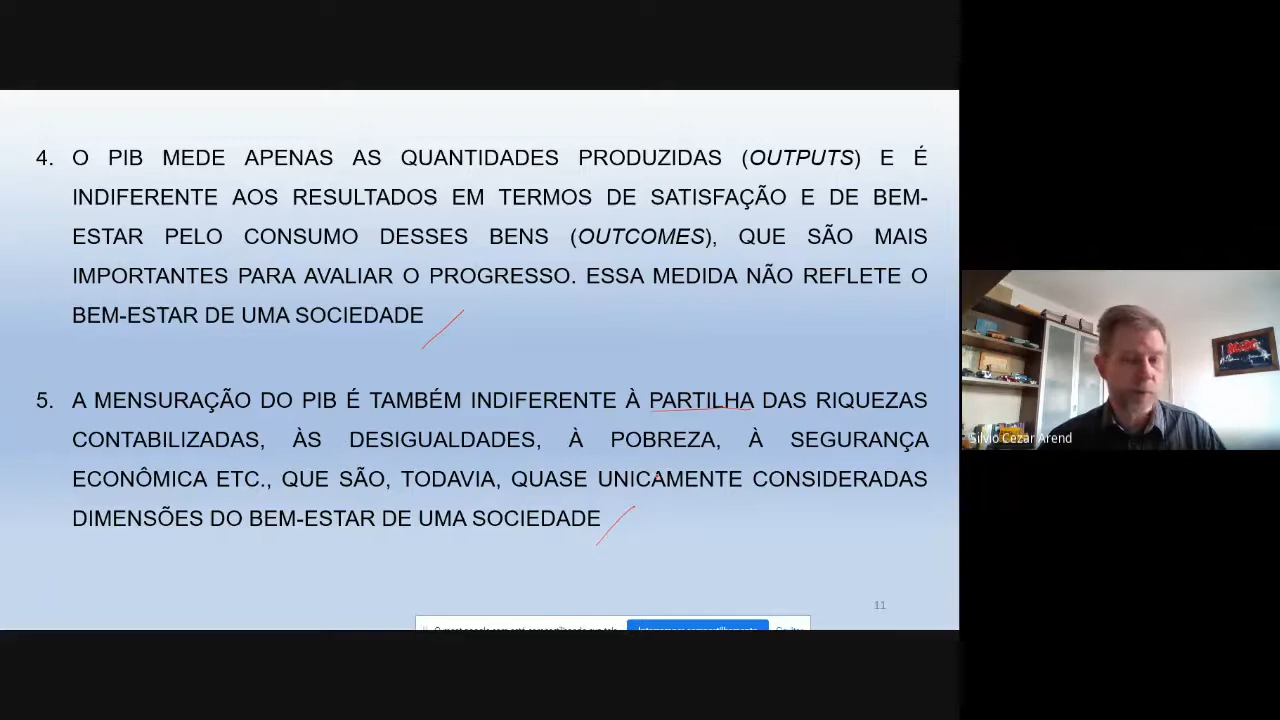 4. O PIB MEDE APENAS AS QUANTIDADES PRODUZIDAS (OUTPUTS) E É
INDIFERENTE AOS RESULTADOS EM TERMOS DE SATISFAÇÃO E DE BEM-
ESTAR PELO CONSUMO DESSES BENS (OUTCOMES), QUE SÃO MAIS
IMPORTANTES PARA AVALIAR O PROGRESSO. ESSA MEDIDA NÃO REFLETE O
BEM-ESTAR DE UMA SOCIEDADE
5. A MENSURAÇÃO DO PIB É TAMBÉM INDIFERENTE À PARTILHA DAS RIQUEZAS
CONTABILIZADAS, ÀS DESIGUALDADES, À POBREZA, À SEGURANÇA
ECONÔMICA ETC., QUE SÃO, TODAVIA, QUASE UNICAMENTE CONSIDERADAS
DIMENSÕES DO BEM-ESTAR DE UMA SOCIEDADE
11
Silvio Cezar Arend